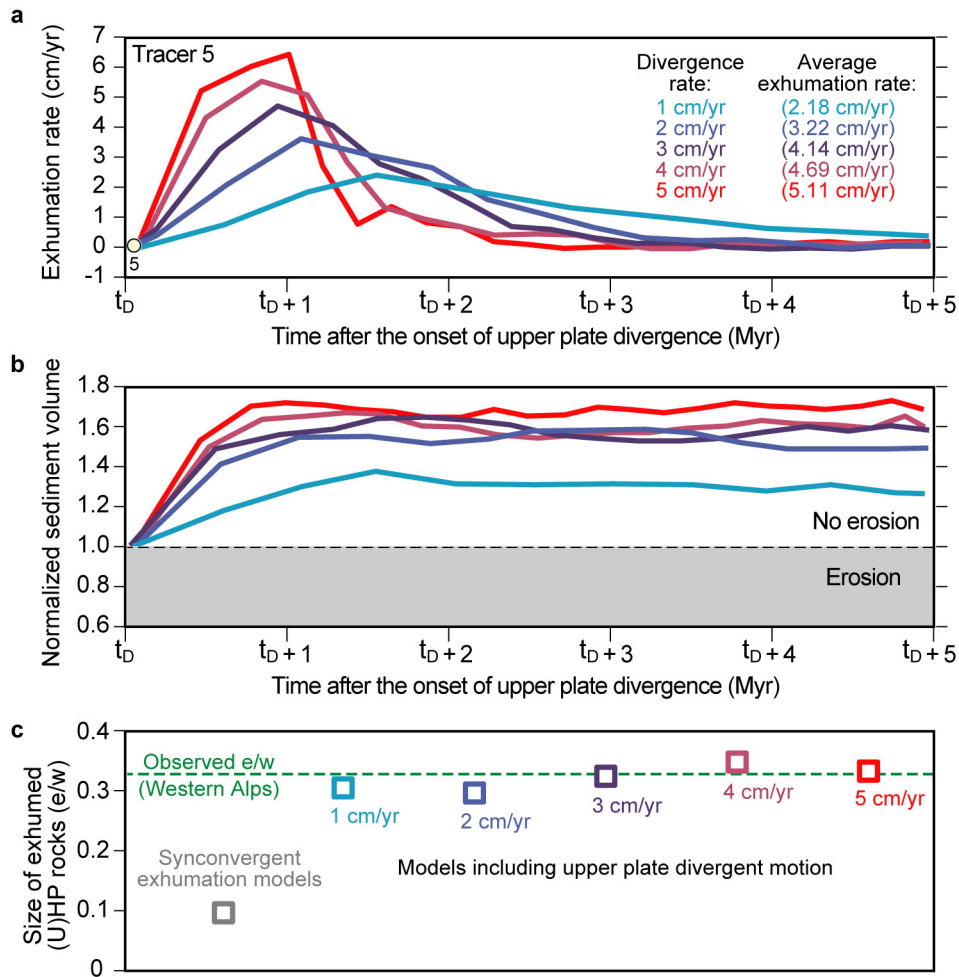 a
Exhumation rate (cm/yr)
7
6
5
4
3
2
1
0
-1
Tracer 5
5
Divergence rate:
1 cm/yr
2 cm/yr
3 cm/yr
4 cm/yr
5 cm/yr
Average exhumation rate:
(2.18 cm/yr)
(3.22 cm/yr)
(4.14 cm/yr)
(4.69 cm/yr)
(5.11 cm/yr)
tD
tD + 1
tD + 2
tD + 3
tD + 4
tD + 5
Time after the onset of upper plate divergence (Myr)
b
Normalized sediment volume
1.8
1.6
1.4
1.2
1.0
0.8
0.6
No erosion
Erosion
tD
tD + 1
tD + 2
tD + 3
tD + 4
tD + 5
Time after the onset of upper plate divergence (Myr)
c
Size of exhumed
(U)HP rocks (e/w)
0.4
0.3
0.2
0.1
0
Observed e/w
(Western Alps)
1 cm/yr
2 cm/yr
3 cm/yr
4 cm/yr
5 cm/yr
Synconvergent
exhumation models
Models including upper plate divergent motion